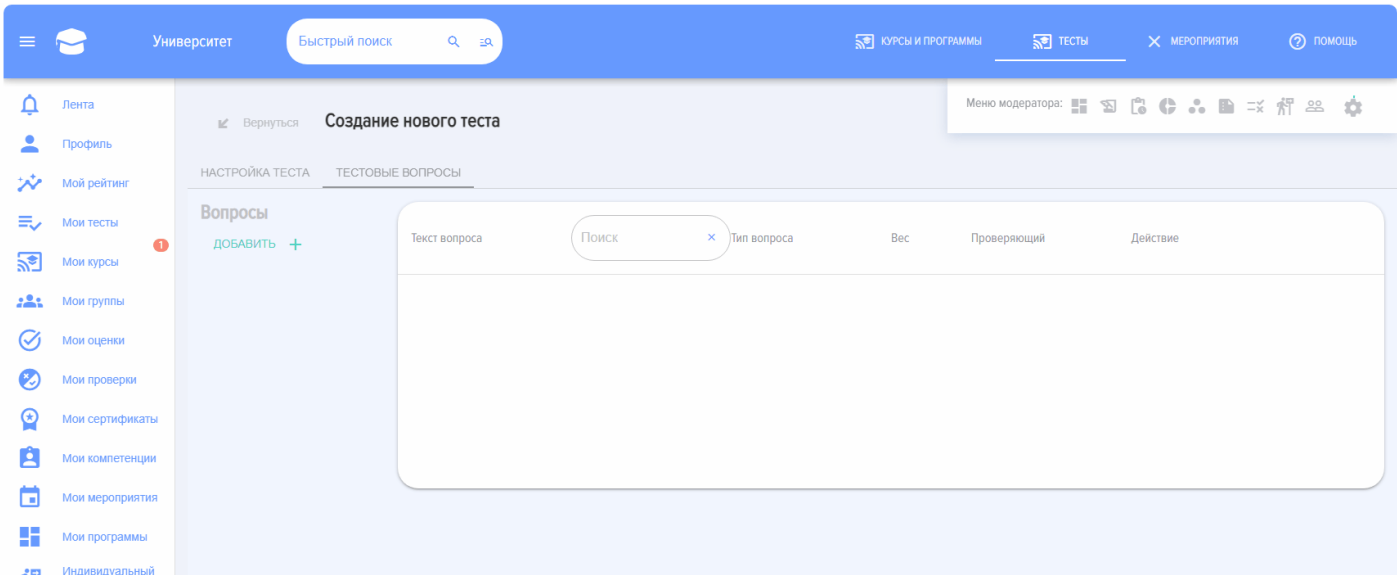 Университет
Быстрый поиск
КУРСЫ И ПРОГРАММЫ
ТЕСТЫ
МЕРОПРИЯТИЯ
ПОМОЩЬ
Меню модератора:
Лента
Профиль
Мой рейтинг
Мои тесты
1
Мои курсы
Мои группы
Мои оценки
Мои проверки
Мои сертификаты
Мои компетенции
Мои мероприятия
Мои программы
Индивидуальный
Вернуться
Создание нового теста
НАСТРОЙКА ТЕСТА
ТЕСТОВЫЕ ВОПРОСЫ
Вопросы
ДОБАВИТЬ +
Текст вопроса
Поиск
Тип вопроса
Вес
Проверяющий
Действие